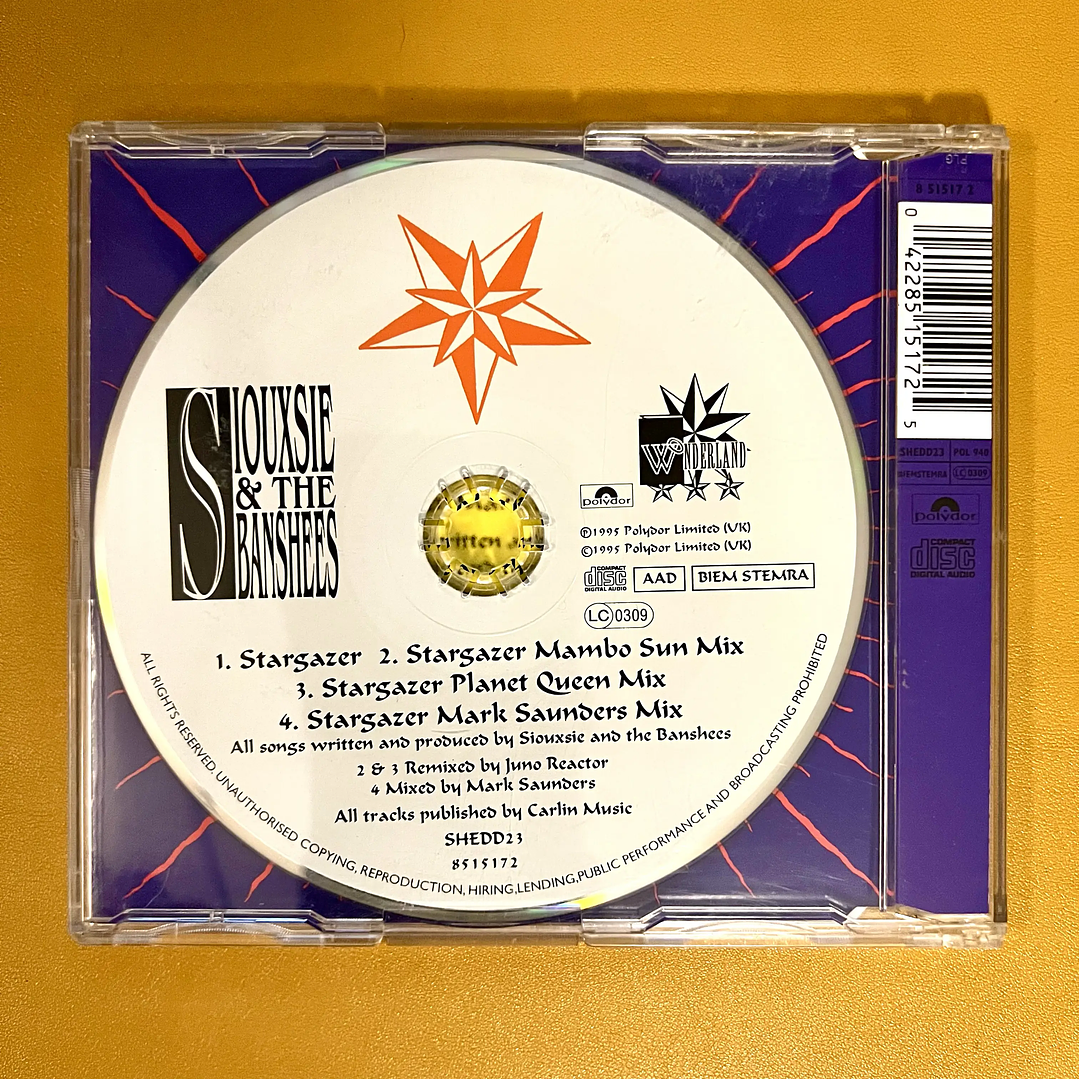 SIOUXSIE
& THE
BANSHEES
WONDERLAND
polydor
℗1995 Polydor Limited (UK)
©1995 Polydor Limited (UK)
COMPACT
disc
DIGITAL AUDIO
AAD
BIEM STEMRA
LC 0309
1. Stargazer 2. Stargazer Mambo Sun Mix
3. Stargazer Planet Queen Mix
4. Stargazer Mark Saunders Mix
All songs written and produced by Siouxsie and the Banshees
2 & 3 Remixed by Juno Reactor
4 Mixed by Mark Saunders
All tracks published by Carlin Music
SHEDD23
8515172
ALL RIGHTS RESERVED. UNAUTHORISED COPYING, REPRODUCTION, HIRING,LENDING,PUBLIC PERFORMANCE AND BROADCASTING PROHIBITED
PLG
8 51517 2
0 42285 15172 5
SHEDD23
POL 940
BIEM/STEMRA
LC 0309
polydor
COMPACT
disc
DIGITAL AUDIO